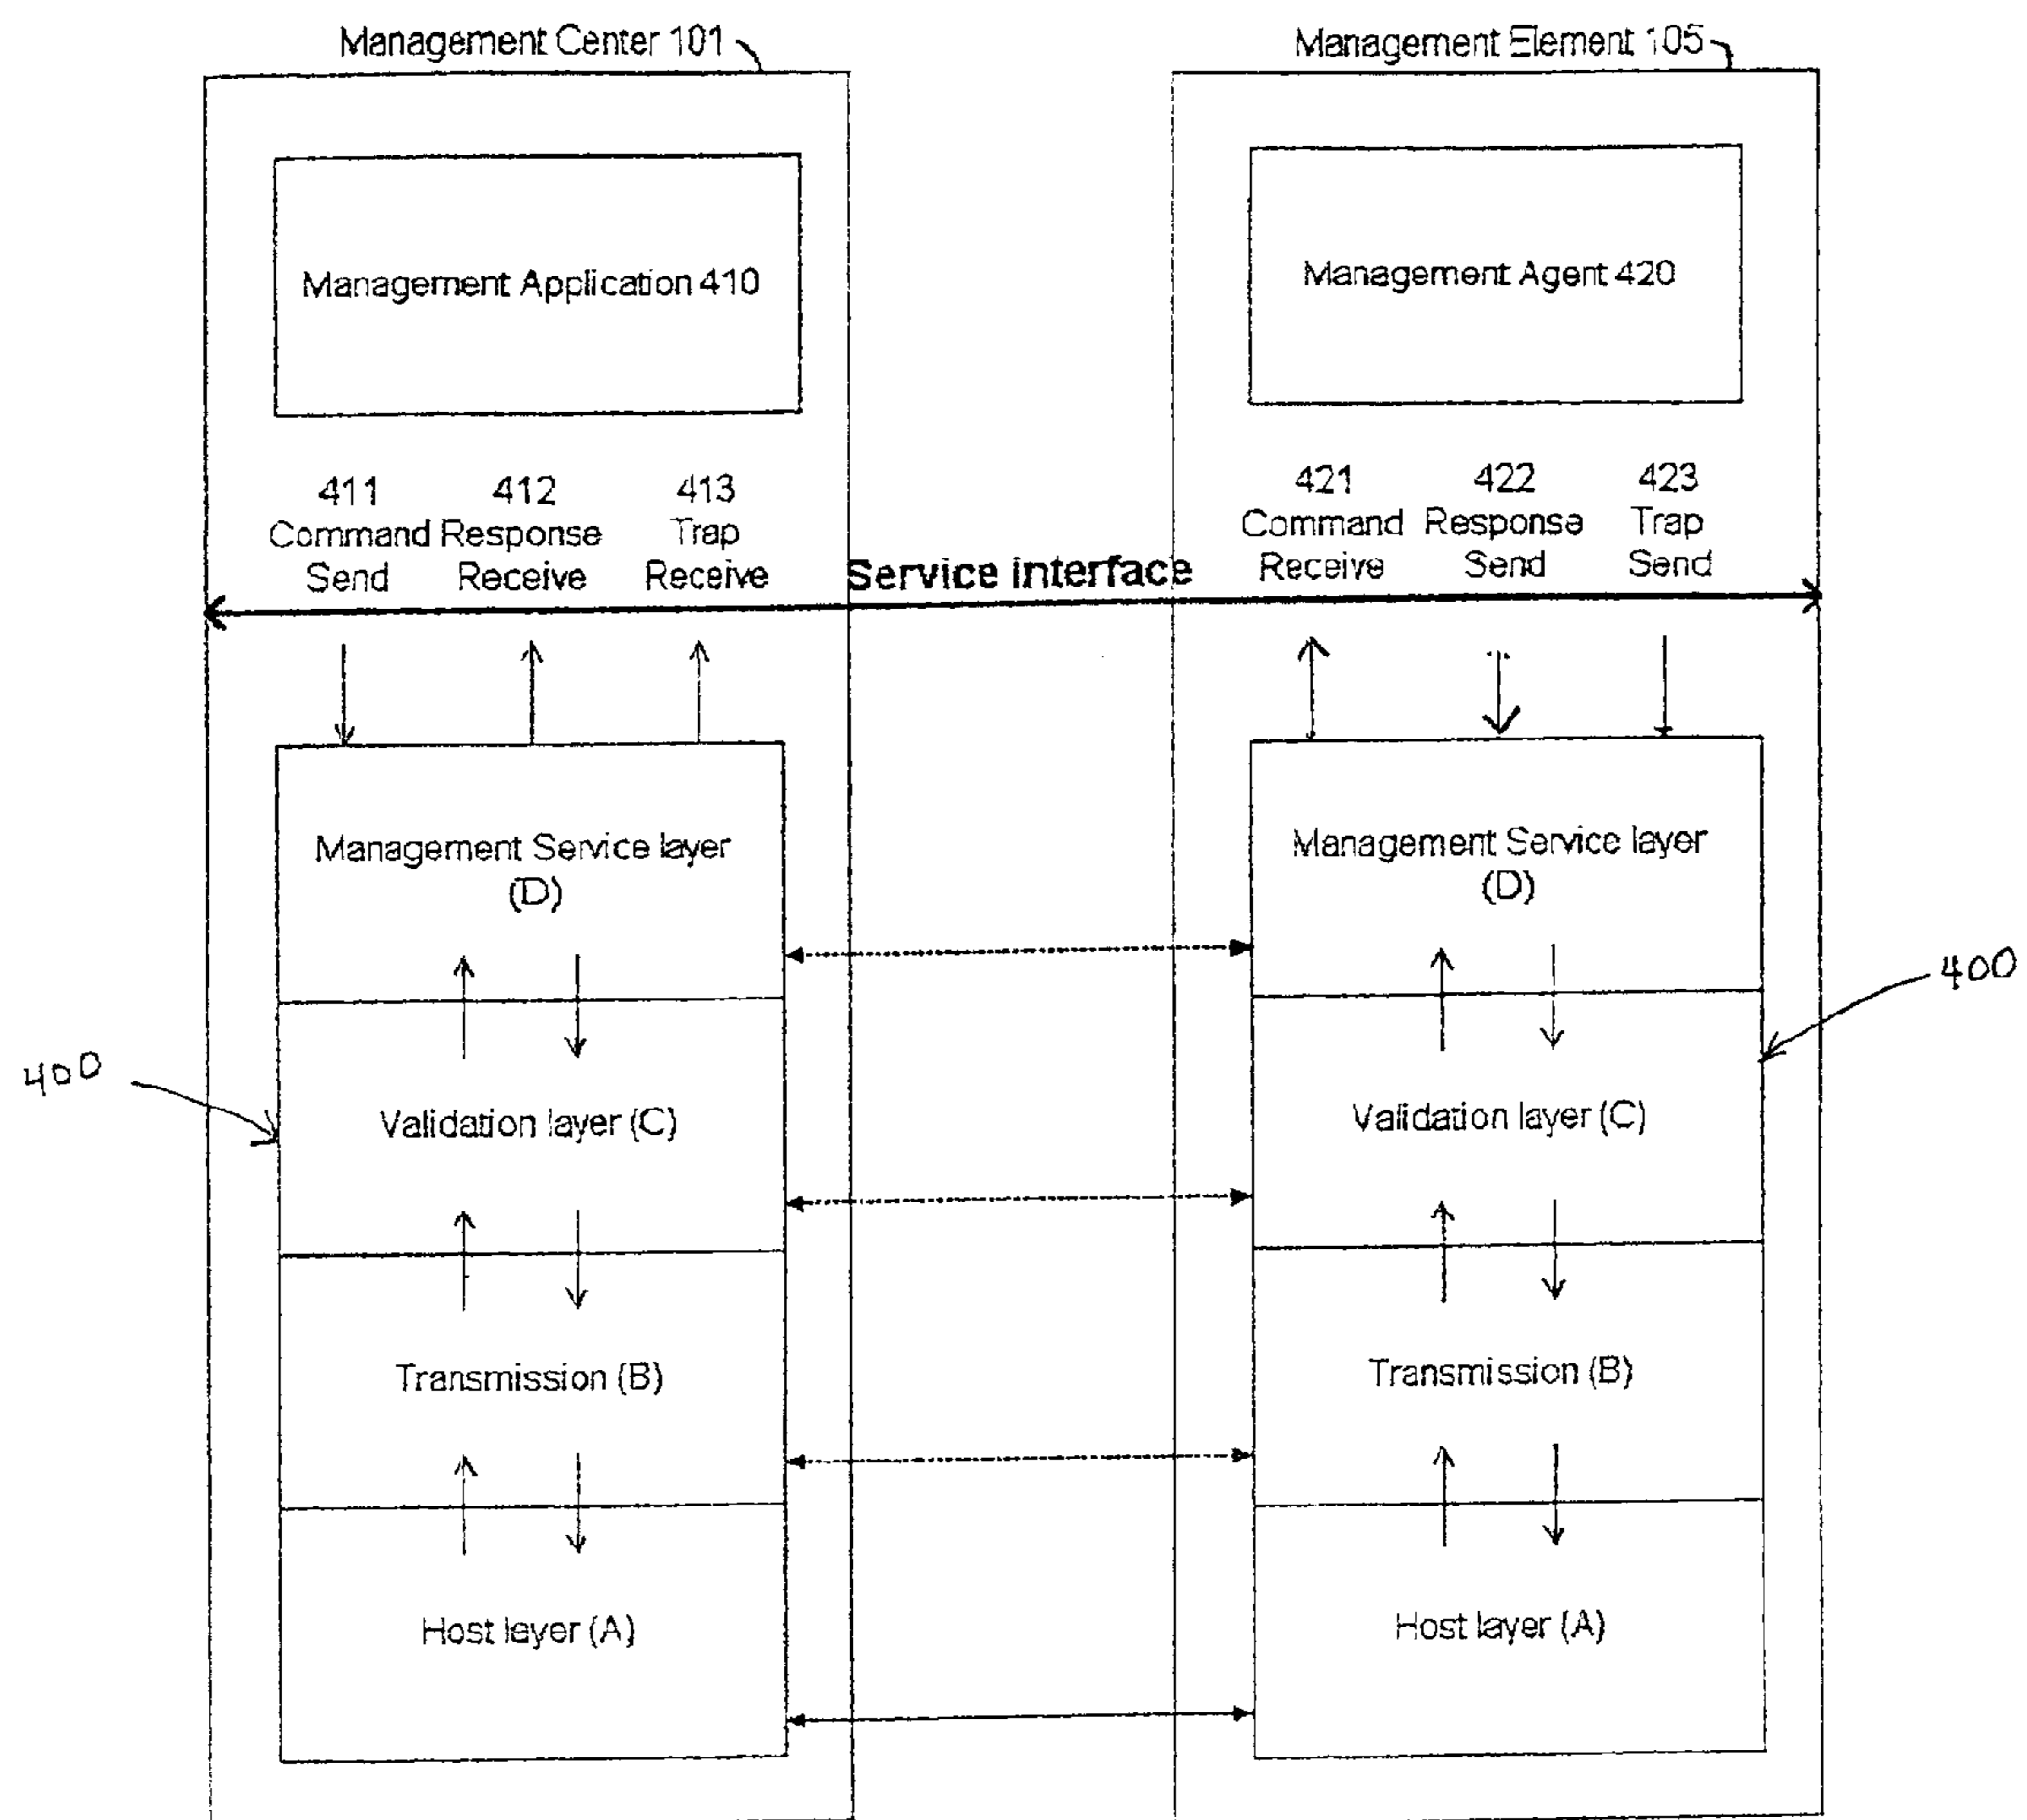 Management Center 101
Management Element 105
Management Application 410
Management Agent 420
411
Command
Send
412
Response
Receive
413
Trap
Receive
Service interface
421
Command
Receive
422
Response
Send
423
Trap
Send
Management Service layer
(D)
Management Service layer
(D)
400
400
Validation layer (C)
Validation layer (C)
Transmission (B)
Transmission (B)
Host layer (A)
Host layer (A)